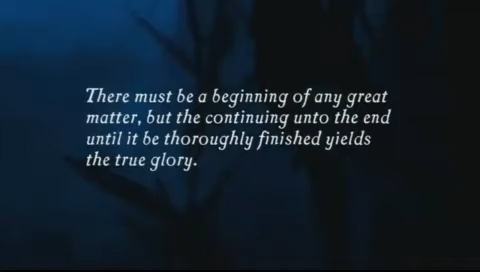 There must be a beginning of any great
matter, but the continuing unto the end
until it be thoroughly finished yields
the true glory.